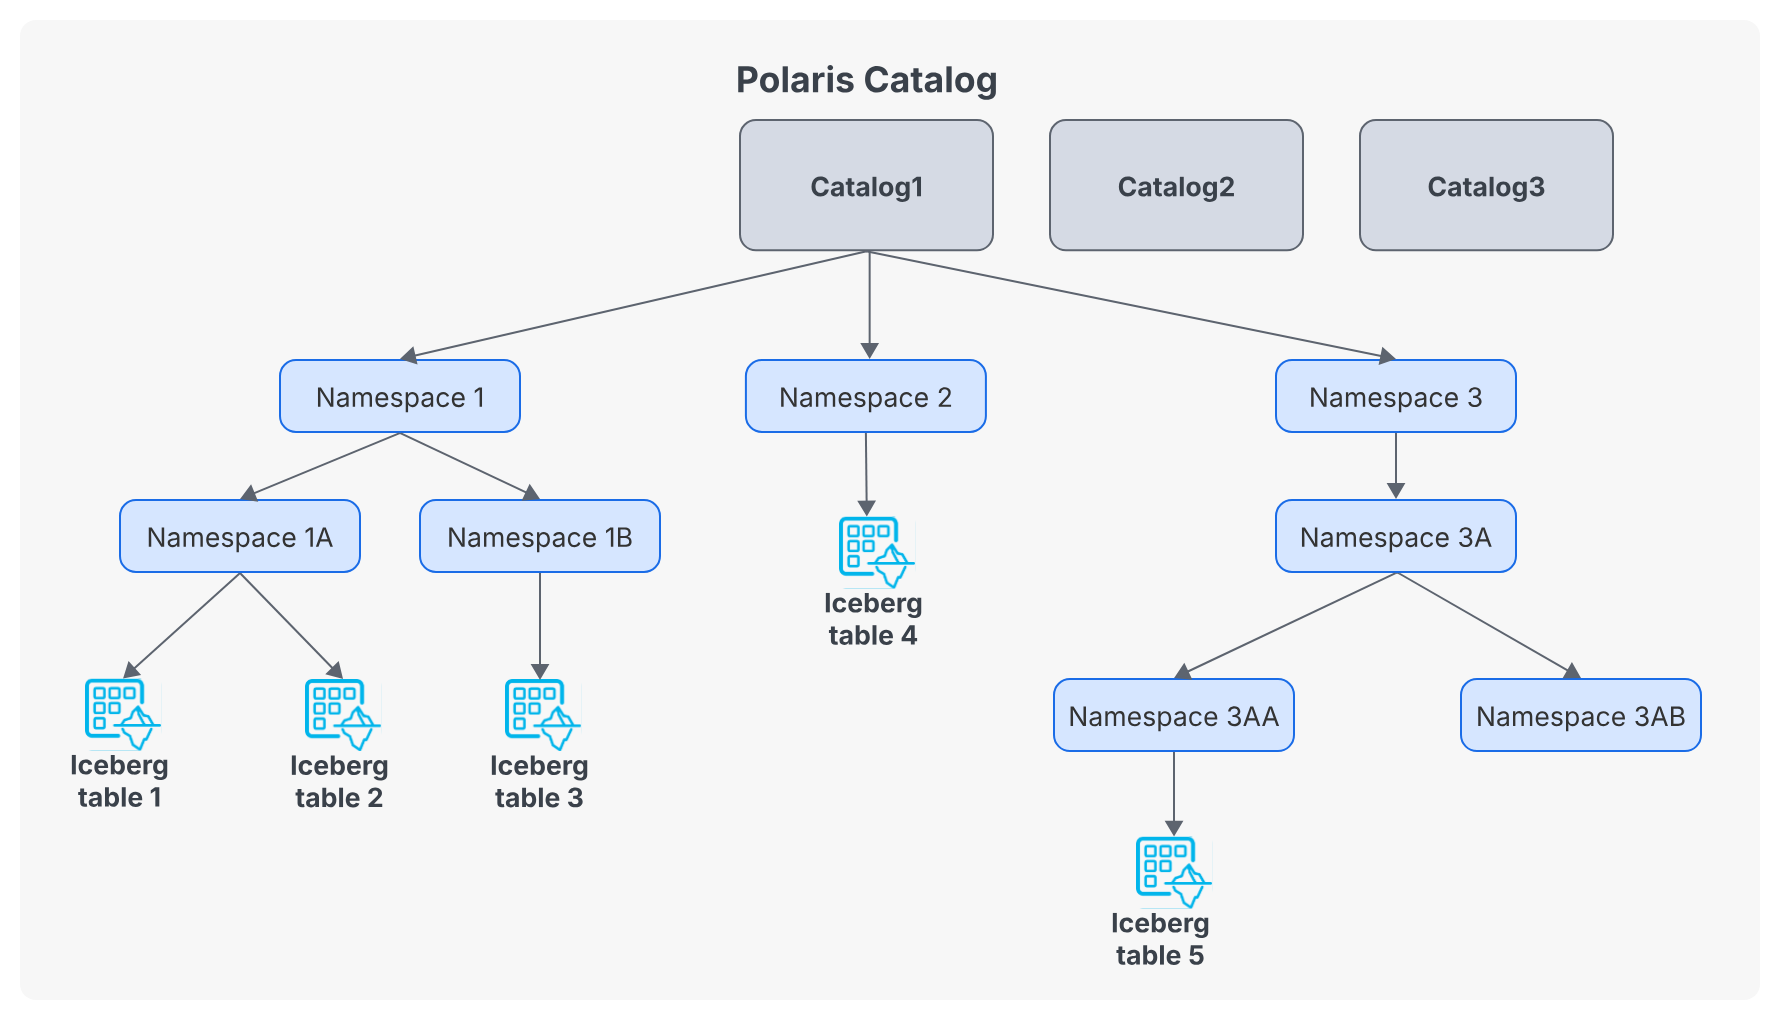 Polaris Catalog
Catalog1
Catalog2
Catalog3
Namespace 1
Namespace 2
Namespace 3
Namespace 1A
Namespace 1B
Namespace 3A
Iceberg
table 4
Namespace 3AA
Namespace 3AB
Iceberg
table 1
Iceberg
table 2
Iceberg
table 3
Iceberg
table 5